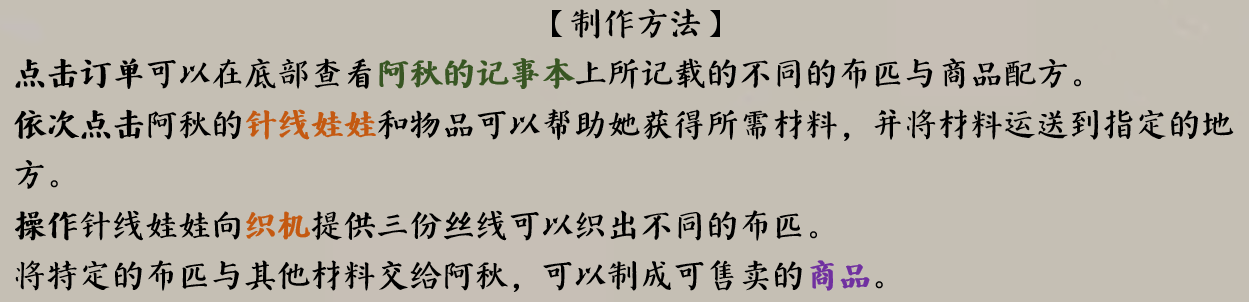 【制作方法】
点击订单可以在底部查看阿秋的记事本上所记载的不同的布匹与商品配方。
依次点击阿秋的针线娃娃和物品可以帮助她获得所需材料，并将材料运送到指定的地
方。
操作针线娃娃向织机提供三份丝线可以织出不同的布匹。
将特定的布匹与其他材料交给阿秋，可以制成可售卖的商品。